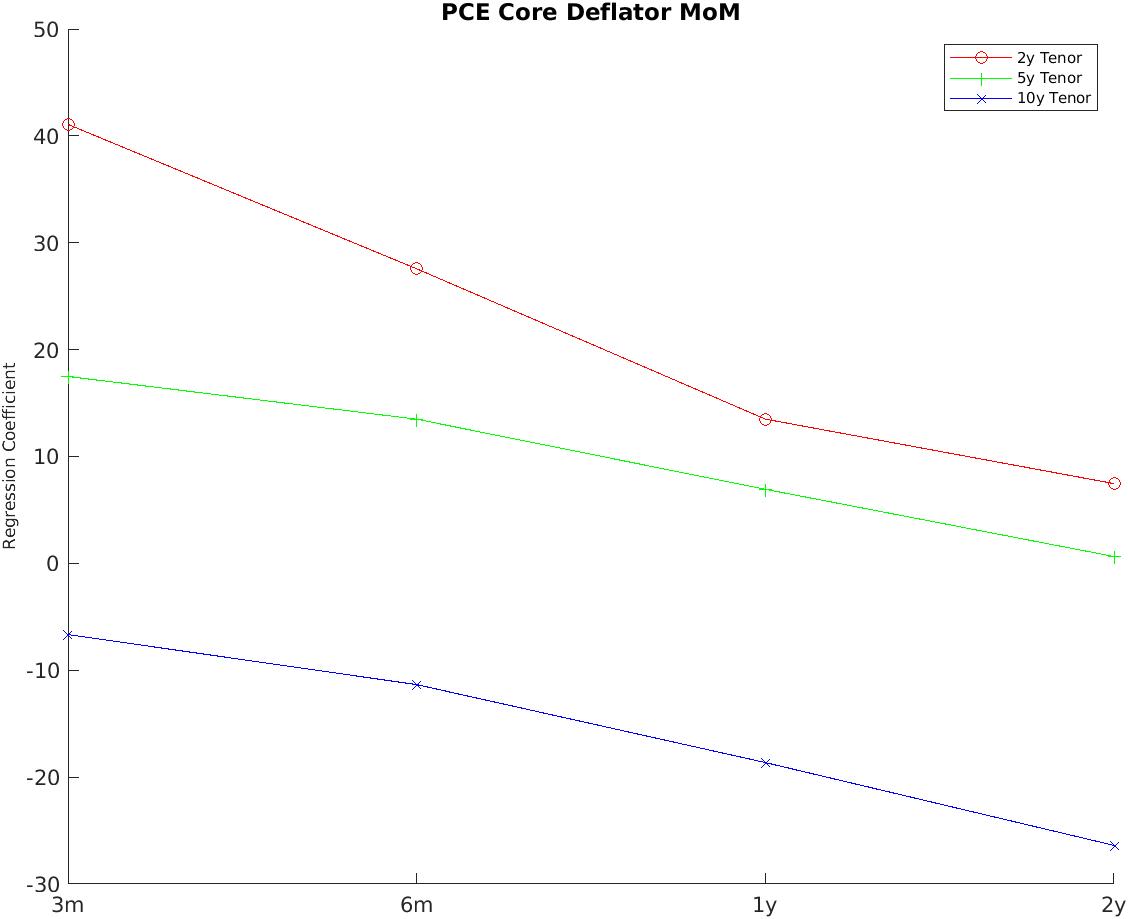 PCE Core Deflator MoM
50
40
30
20
10
0
-10
-20
-30
Regression Coefficient
3m
6m
1y
2y
2y Tenor
5y Tenor
10y Tenor